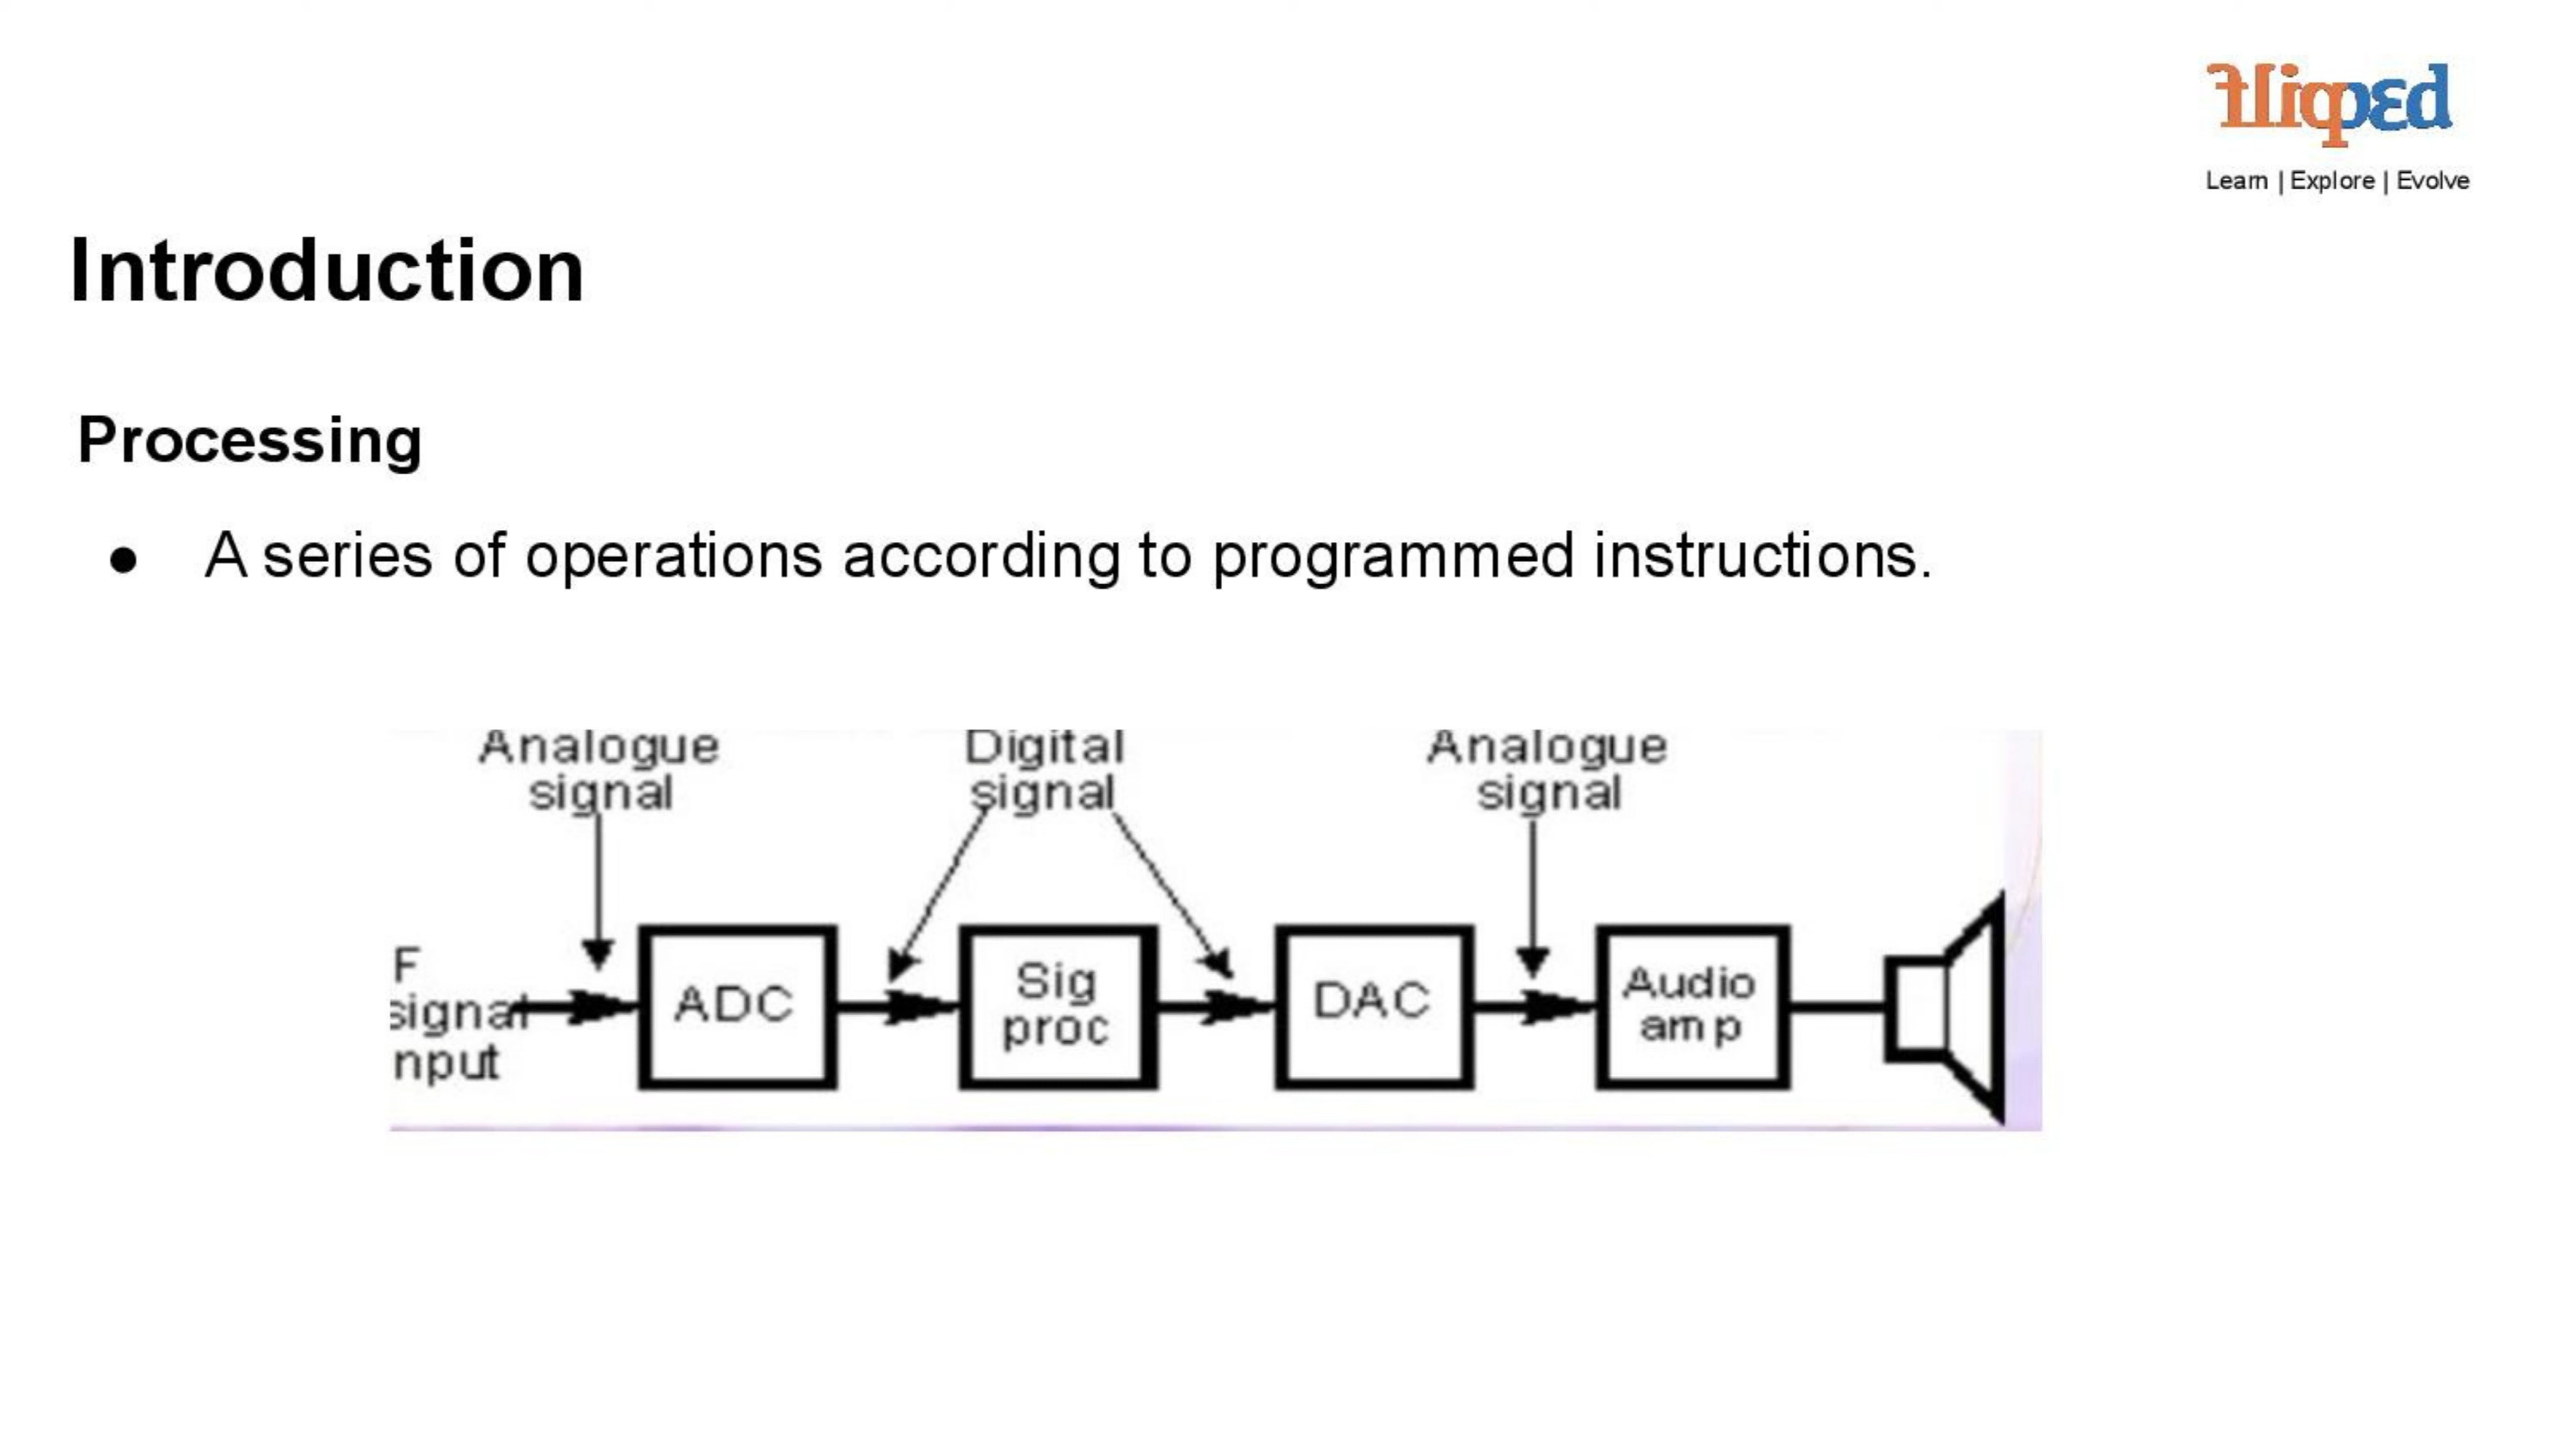 flipped
Learn | Explore | Evolve
Introduction
Processing
● A series of operations according to programmed instructions.
Analogue
signal
Digital
signal
Analogue
signal
F
signal
nput
ADC
Sig
proc
DAC
Audio
amp